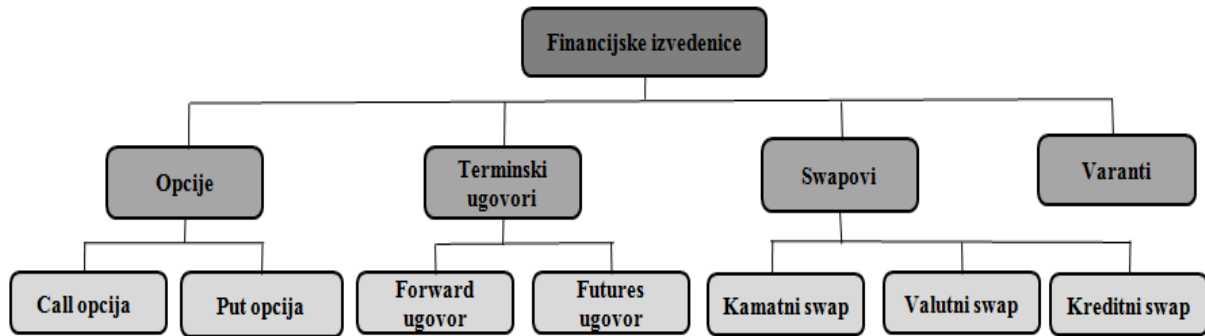 Financijske izvedenice
Opcije
Terminski
ugovori
Swapovi
Varanti
Call opcija
Put opcija
Forward
ugovor
Futures
ugovor
Kamatni swap
Valutni swap
Kreditni swap